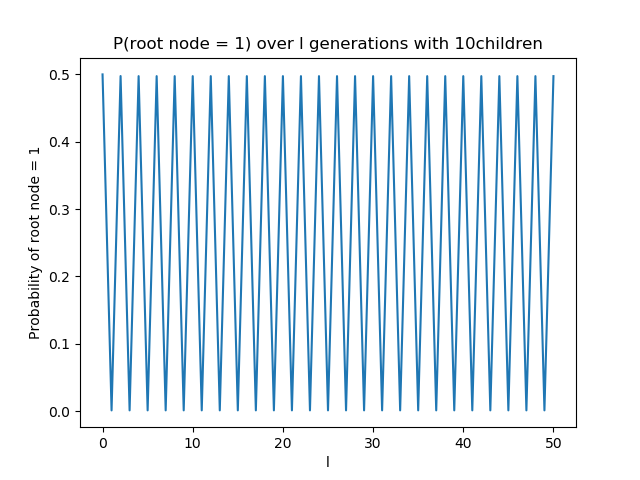 P(root node = 1) over l generations with 10children
Probability of root node = 1
0.5
0.4
0.3
0.2
0.1
0.0
0 10 20 30 40 50
l